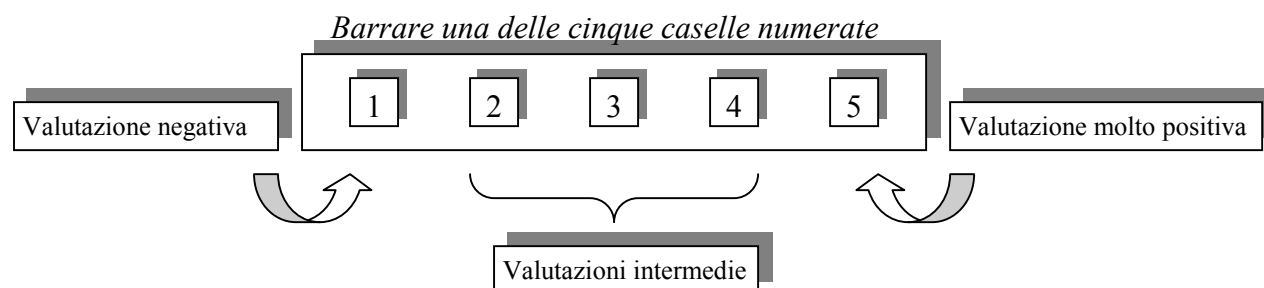 Barrare una delle cinque caselle numerate
1 2 3 4 5
Valutazione negativa
Valutazione molto positiva
Valutazioni intermedie